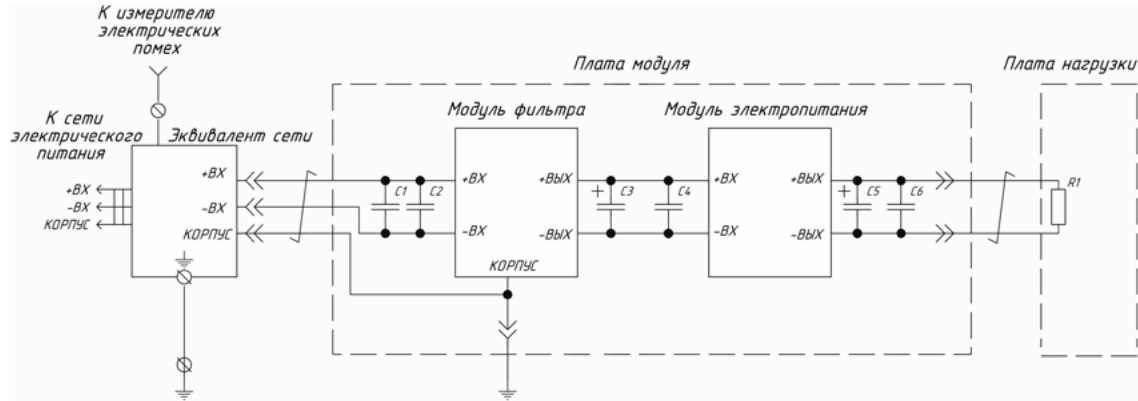 К измерителю
электрических
помех
К сети
электрического
питания
Эквивалент сети
+ВХ
-ВХ
КОРПУС
+ВХ
-ВХ
КОРПУС
Плата модуля
Модуль фильтра
Модуль электропитания
C1
C2
+ВХ
-ВХ
+ВЫХ
-ВЫХ
КОРПУС
+
C3
C4
+ВХ
-ВХ
+ВЫХ
-ВЫХ
+
C5
C6
Плата нагрузки
R1